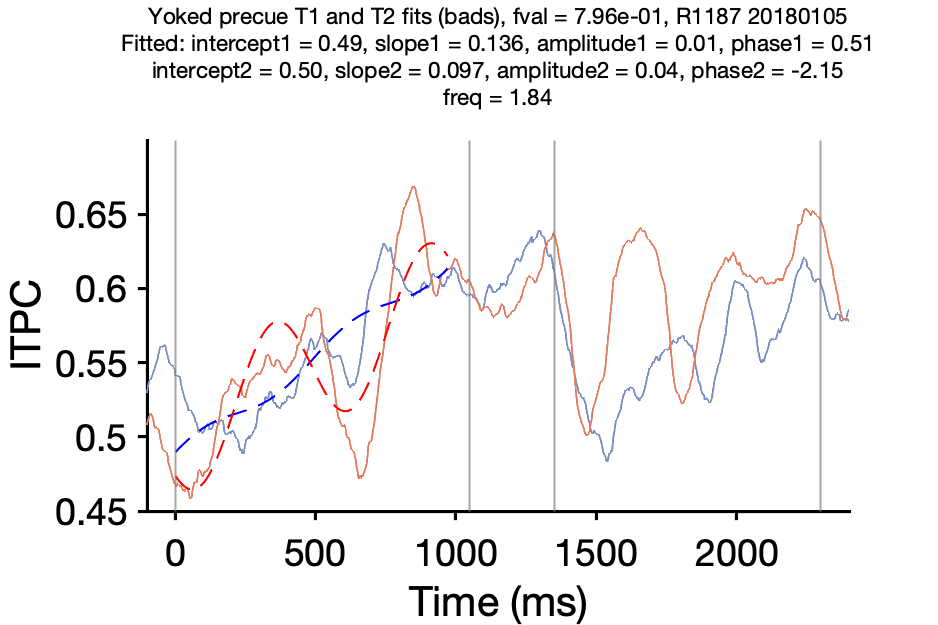 Yoked precue T1 and T2 fits (bads), fval = 7.96e-01, R1187 20180105
Fitted: intercept1 = 0.49, slope1 = 0.136, amplitude1 = 0.01, phase1 = 0.51
intercept2 = 0.50, slope2 = 0.097, amplitude2 = 0.04, phase2 = -2.15
freq = 1.84
0.65
0.6
0.55
0.5
0.45
ITPC
0 500 1000 1500 2000
Time (ms)